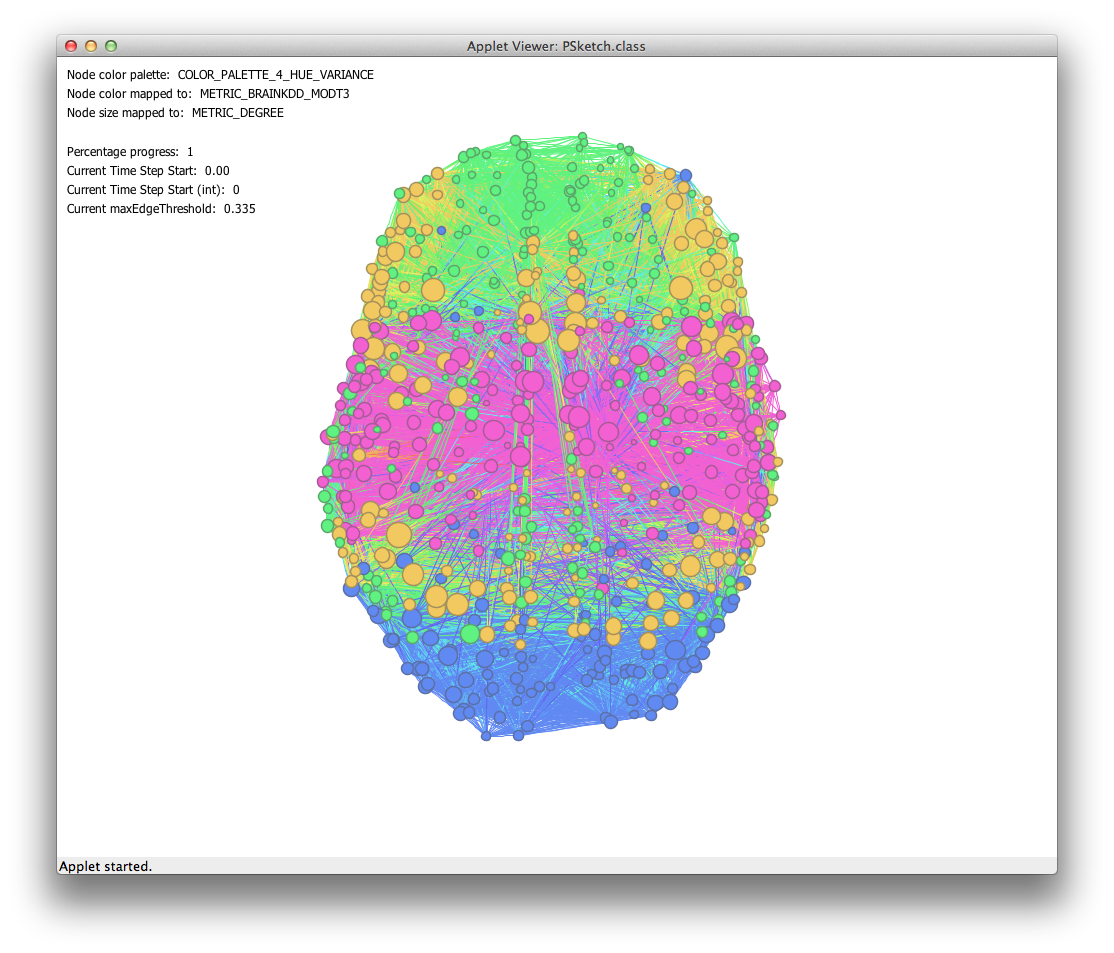 Applet Viewer: PSketch.class
Node color palette: COLOR_PALETTE_4_HUE_VARIANCE
Node color mapped to: METRIC_BRAINKDD_MODT3
Node size mapped to: METRIC_DEGREE
Percentage progress: 1
Current Time Step Start: 0.00
Current Time Step Start (int): 0
Current maxEdgeThreshold: 0.335
Applet started.